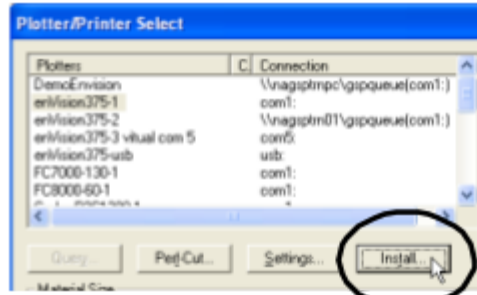 Plotter/Printer Select
Plotters C Connection
DemoEnvision \\nagsptmpc\gspqueue(com1:)
enVision375-1 com1:
enVision375-2 \\nagsptm01\gspqueue(com1:)
enVision375-3 vitual com 5 com5:
enVision375-usb usb:
FC7000-130-1 com1:
FC8000-60-1 com1:
Query... Perf-Cut... Settings... Install...
Material Size